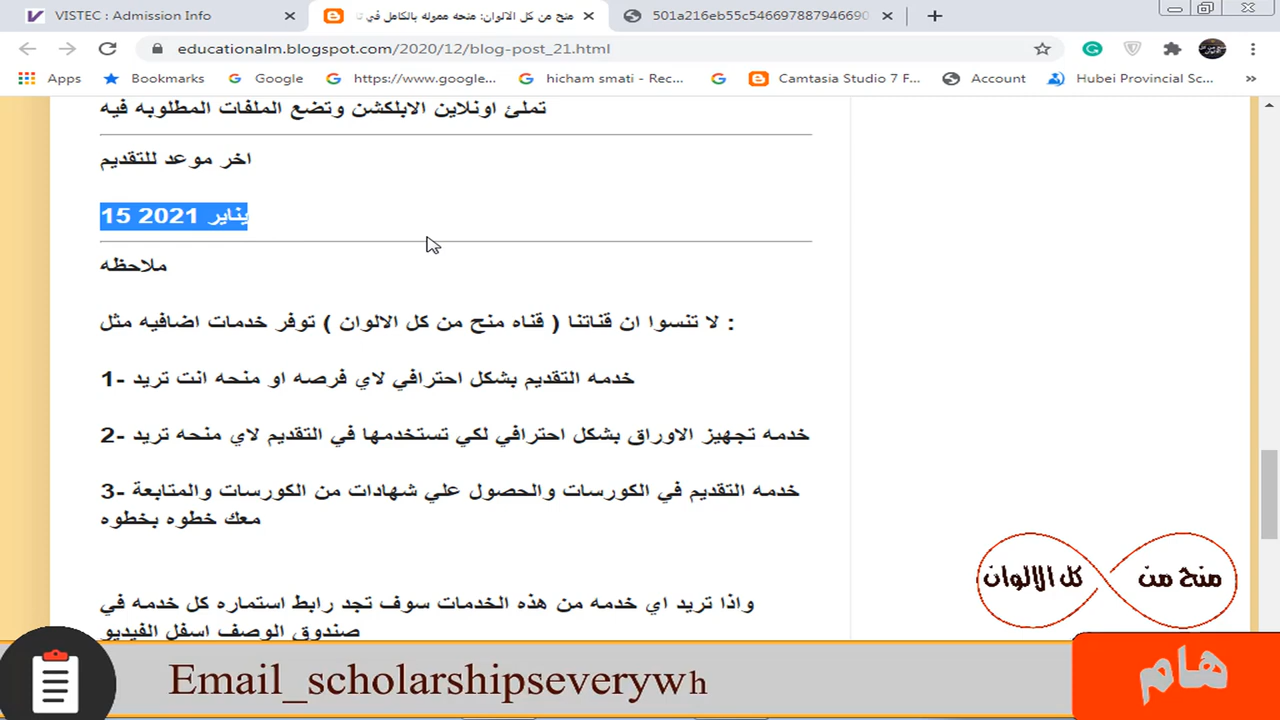 VISTEC : Admission Info
منحه من كل الالوان: منحه مموله بالكامل في تا
501a216eb55c546697887946690
educationalm.blogspot.com/2020/12/blog-post_21.html
Apps
Bookmarks
Google
https://www.google...
hicham smati - Rec...
Camtasia Studio 7 F...
Account
Hubei Provincial Sc...
»
تملئ اونلاين الابلكشن وتضع الملفات المطلوبه فيه
اخر موعد للتقديم
15 2021 يناير
ملاحظه
لا تنسوا ان قناتنا ( قناه منح من كل الالوان ) توفر خدمات اضافيه مثل :
1- خدمه التقديم بشكل احترافي لاي فرصه او منحه انت تريد
2- خدمه تجهيز الاوراق بشكل احترافي لكي تستخدمها في التقديم لاي منحه تريد
3- خدمه التقديم في الكورسات والحصول علي شهادات من الكورسات والمتابعة
معك خطوه بخطوه
واذا تريد اي خدمه من هذه الخدمات سوف تجد رابط استماره كل خدمه في
صندوق الوصف اسفل الفيديو
منح من كل الالوان
Email_scholarshipseverywh
هام